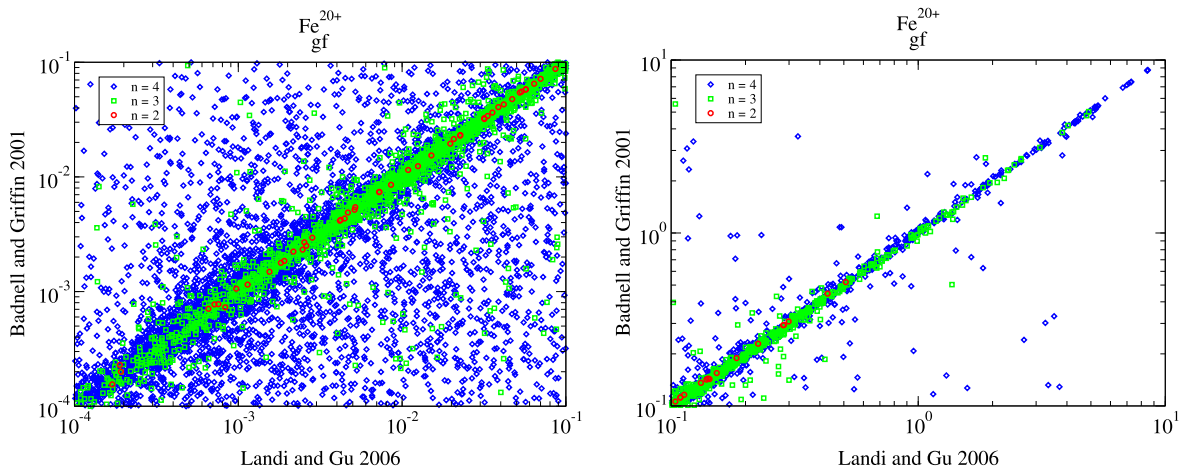 Fe20+
gf
10-1
10-2
10-3
10-4
10-4
10-3
10-2
10-1
n = 4
n = 3
n = 2
Badnell and Griffin 2001
Landi and Gu 2006
Fe20+
gf
101
100
10-1
10-1
100
101
n = 4
n = 3
n = 2
Badnell and Griffin 2001
Landi and Gu 2006